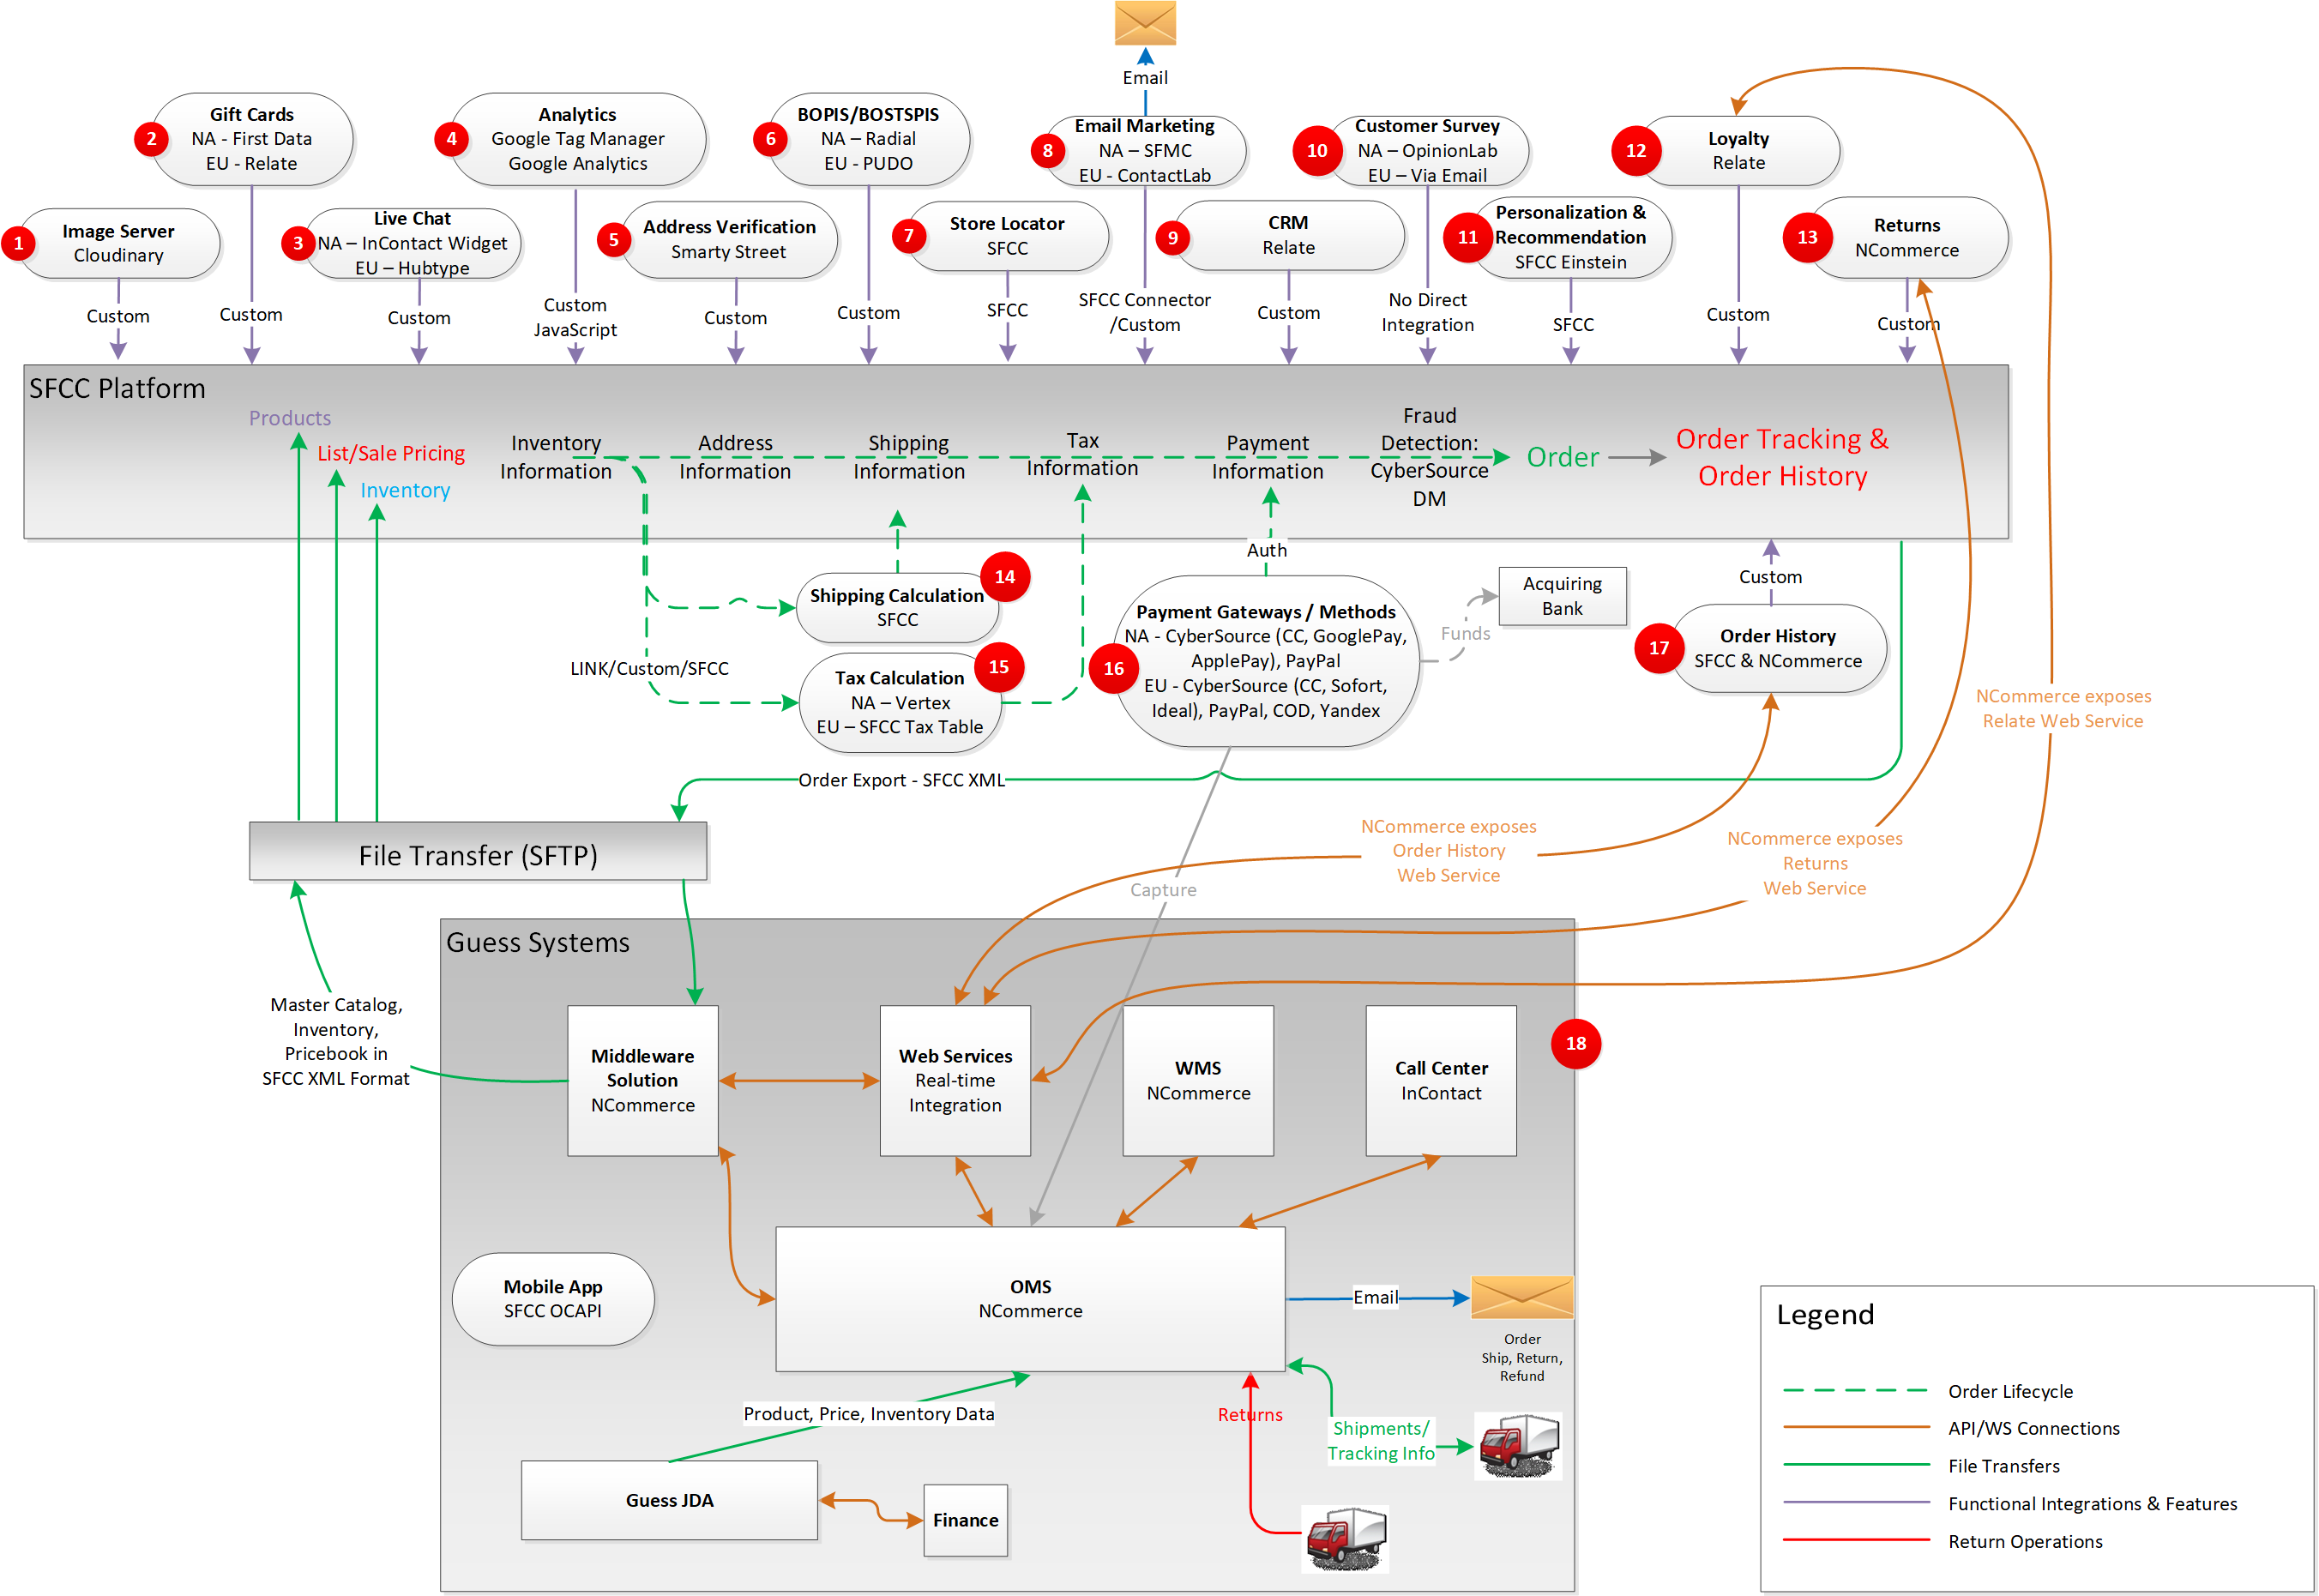 Email
2
Gift Cards
NA - First Data
EU - Relate
4
Analytics
Google Tag Manager
Google Analytics
6
BOPIS/BOSTSPIS
NA – Radial
EU - PUDO
8
Email Marketing
NA – SFMC
EU - ContactLab
10
Customer Survey
NA – OpinionLab
EU – Via Email
12
Loyalty
Relate
1
Image Server
Cloudinary
3
Live Chat
NA – InContact Widget
EU – Hubtype
5
Address Verification
Smarty Street
7
Store Locator
SFCC
9
CRM
Relate
11
Personalization &
Recommendation
SFCC Einstein
13
Returns
NCommerce
Custom
Custom
Custom
Custom
JavaScript
Custom
Custom
SFCC
SFCC Connector
/Custom
Custom
No Direct
Integration
SFCC
Custom
Custom
SFCC Platform
Products
List/Sale Pricing
Inventory
Inventory
Information
Address
Information
Shipping
Information
Tax
Information
Payment
Information
Fraud
Detection:
CyberSource
DM
Order
Order Tracking &
Order History
14
Shipping Calculation
SFCC
LINK/Custom/SFCC
15
Tax Calculation
NA – Vertex
EU – SFCC Tax Table
Auth
16
Payment Gateways / Methods
NA - CyberSource (CC, GooglePay,
ApplePay), PayPal
EU - CyberSource (CC, Sofort,
Ideal), PayPal, COD, Yandex
Funds
Acquiring
Bank
Custom
17
Order History
SFCC & NCommerce
NCommerce exposes
Relate Web Service
Order Export - SFCC XML
File Transfer (SFTP)
NCommerce exposes
Order History
Web Service
NCommerce exposes
Returns
Web Service
Capture
Guess Systems
Master Catalog,
Inventory,
Pricebook in
SFCC XML Format
Middleware
Solution
NCommerce
Web Services
Real-time
Integration
WMS
NCommerce
Call Center
InContact
18
Mobile App
SFCC OCAPI
OMS
NCommerce
Email
Order
Ship, Return,
Refund
Product, Price, Inventory Data
Returns
Shipments/
Tracking Info
Guess JDA
Finance
Legend
Order Lifecycle
API/WS Connections
File Transfers
Functional Integrations & Features
Return Operations